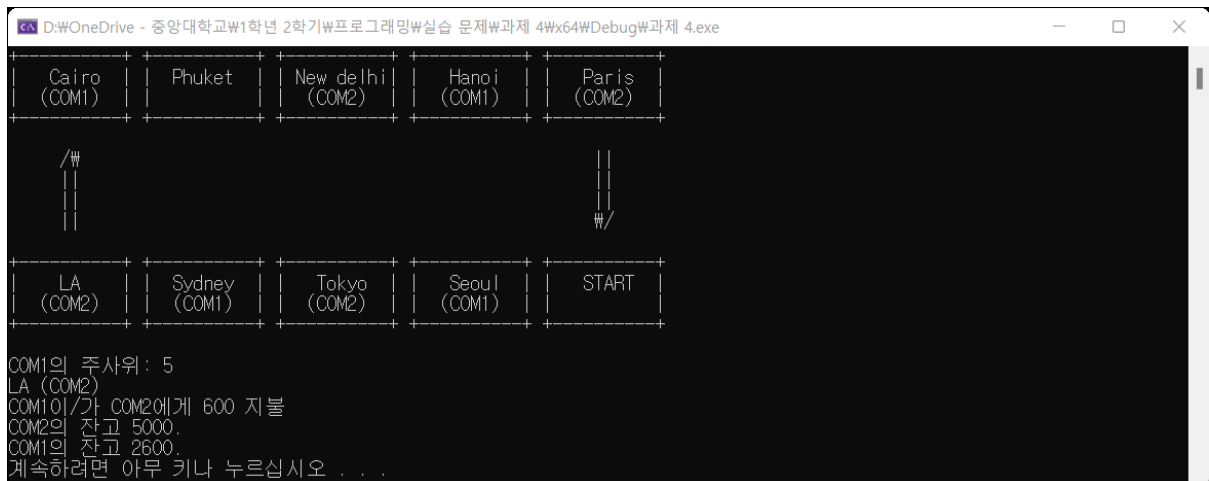 D:₩OneDrive - 중앙대학교₩1학년 2학기₩프로그래밍₩실습 문제₩과제 4₩x64₩Debug₩과제 4.exe
+----------+ +----------+ +----------+ +----------+ +----------+
|   Cairo  | |  Phuket  | | New delhi| |   Hanoi  | |   Paris  |
|  (COM1)  | |          | |  (COM2)  | |  (COM1)  | |  (COM2)  |
+----------+ +----------+ +----------+ +----------+ +----------+
/₩ ||
|| ||
|| ||
|| ₩/
+----------+ +----------+ +----------+ +----------+ +----------+
|    LA    | |  Sydney  | |   Tokyo  | |   Seoul  | |   START  |
|  (COM2)  | |  (COM1)  | |  (COM2)  | |  (COM1)  | |          |
+----------+ +----------+ +----------+ +----------+ +----------+
COM1의 주사위: 5
LA (COM2)
COM1이/가 COM2에게 600 지불
COM2의 잔고 5000.
COM1의 잔고 2600.
계속하려면 아무 키나 누르십시오 . . .